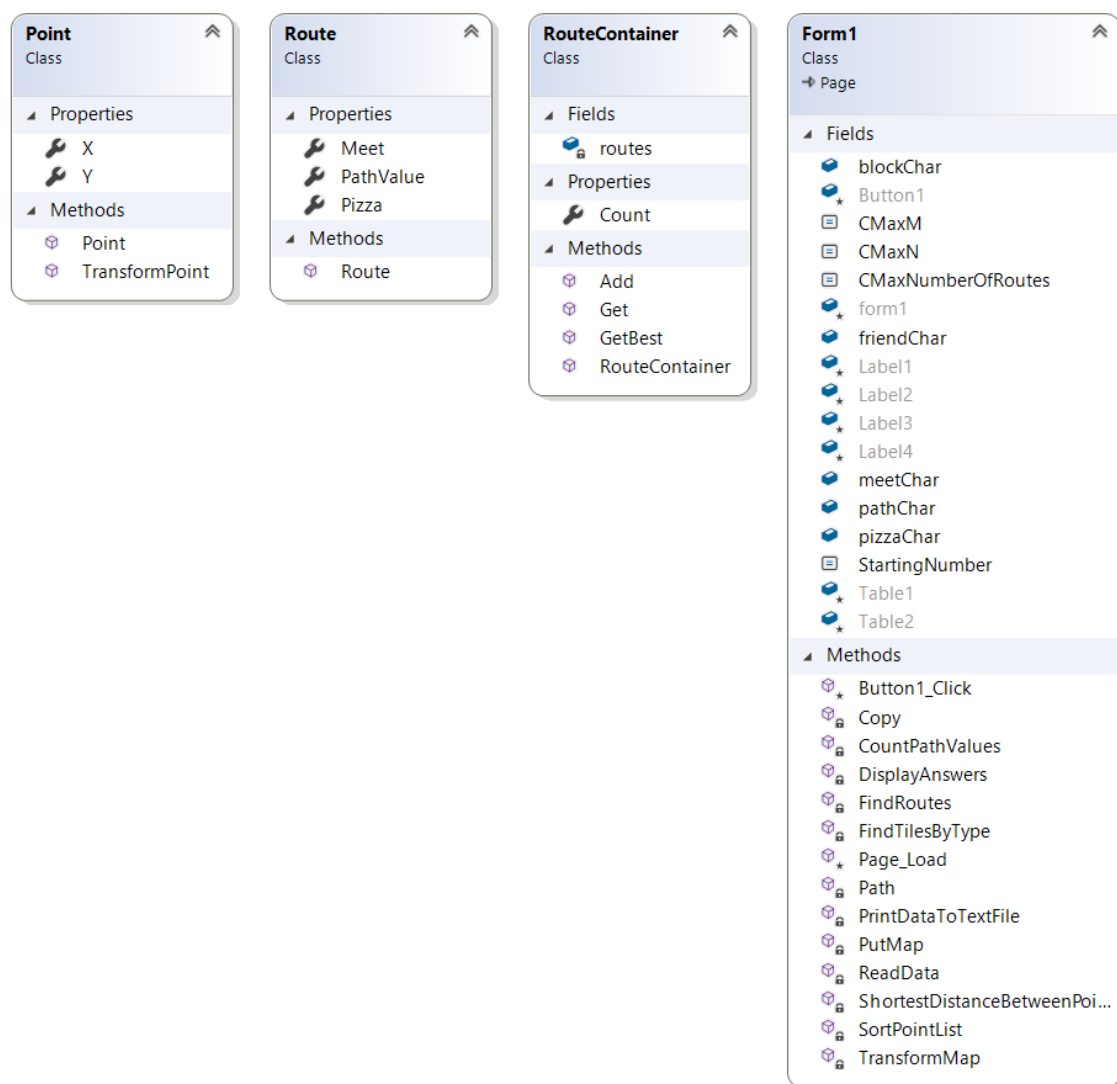 Point
Class
Properties
X
Y
Methods
Point
TransformPoint
Route
Class
Properties
Meet
PathValue
Pizza
Methods
Route
RouteContainer
Class
Fields
routes
Properties
Count
Methods
Add
Get
GetBest
RouteContainer
Form1
Class
Page
Fields
blockChar
Button1
CMaxM
CMaxN
CMaxNumberOfRoutes
form1
friendChar
Label1
Label2
Label3
Label4
meetChar
pathChar
pizzaChar
StartingNumber
Table1
Table2
Methods
Button1_Click
Copy
CountPathValues
DisplayAnswers
FindRoutes
FindTilesByType
Page_Load
Path
PrintDataToTextFile
PutMap
ReadData
ShortestDistanceBetweenPoi...
SortPointList
TransformMap